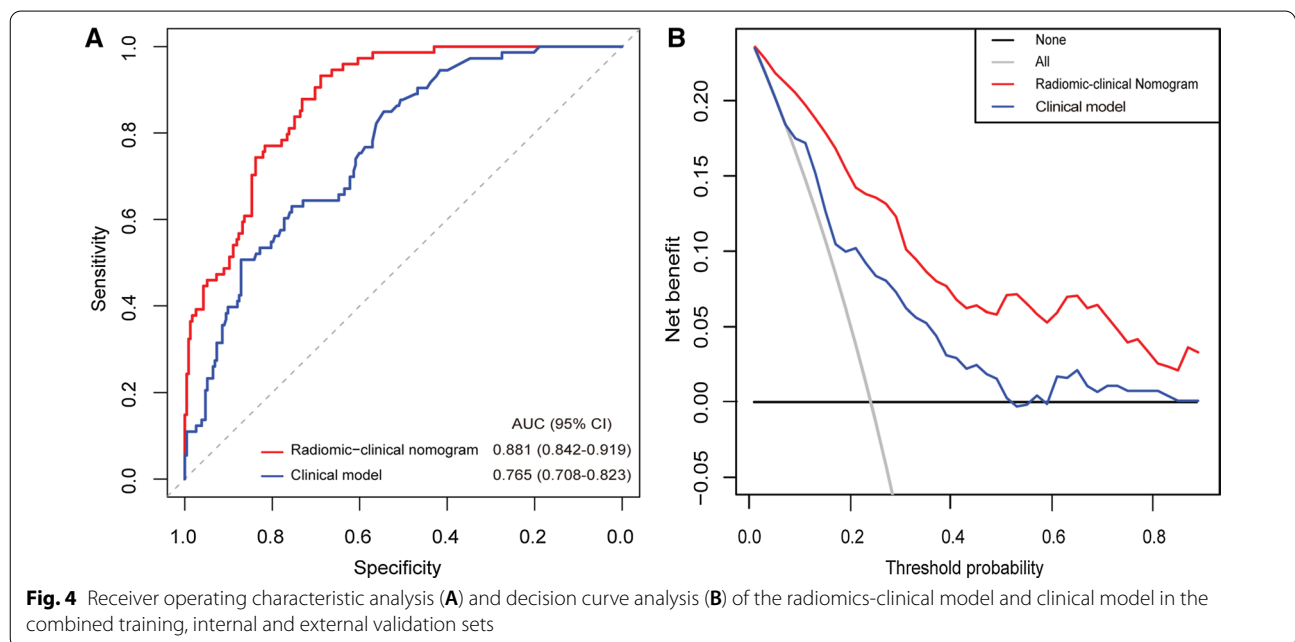 A
1.0
0.8
0.6
0.4
0.2
0.0
Sensitivity
AUC (95% CI)
Radiomic−clinical nomogram 0.881 (0.842-0.919)
Clinical model 0.765 (0.708-0.823)
1.0 0.8 0.6 0.4 0.2 0.0
Specificity
B
None
All
Radiomic-clinical Nomogram
Clinical model
0.20
0.15
0.10
0.05
0.00
−0.05
Net benefit
0.0 0.2 0.4 0.6 0.8
Threshold probability
Fig. 4 Receiver operating characteristic analysis (A) and decision curve analysis (B) of the radiomics-clinical model and clinical model in the
combined training, internal and external validation sets